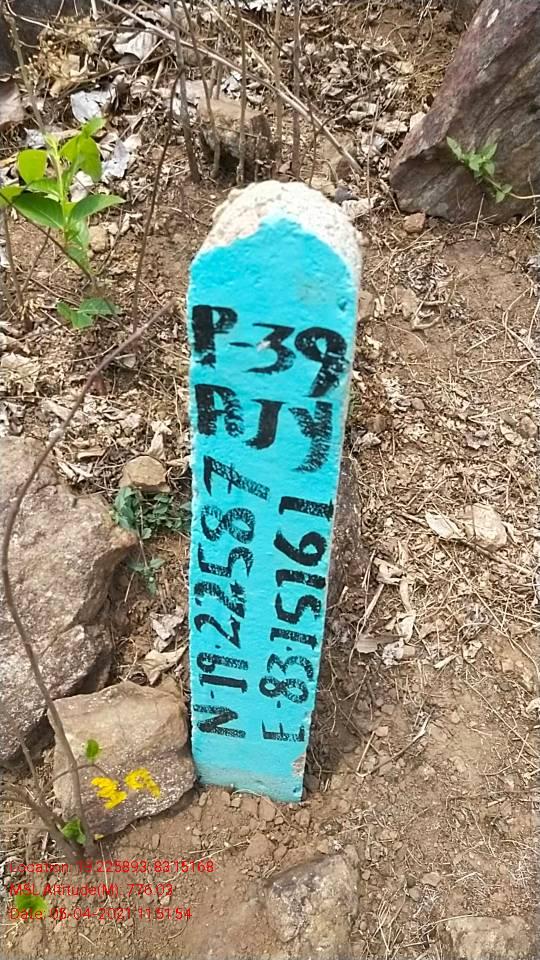 P-39
RJY
N-19.22587
E-83.15161
39
Location: 19.225893,83.15168
MSL Altitude(M): 776.03
Date: 05-04-2021 11:51:54